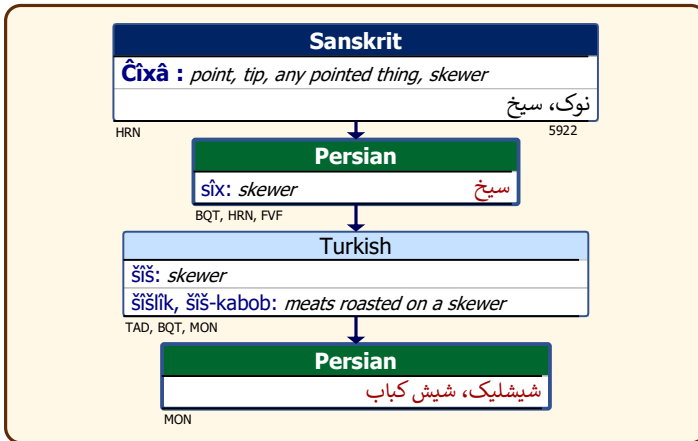 Sanskrit
Ĉîxâ : point, tip, any pointed thing, skewer
نوک، سیخ
HRN 5922
Persian
sîx: skewer سیخ
BQT, HRN, FVF
Turkish
šîš: skewer
šîšlîk, šîš-kabob: meats roasted on a skewer
TAD, BQT, MON
Persian
شیشلیک، شیش کباب
MON